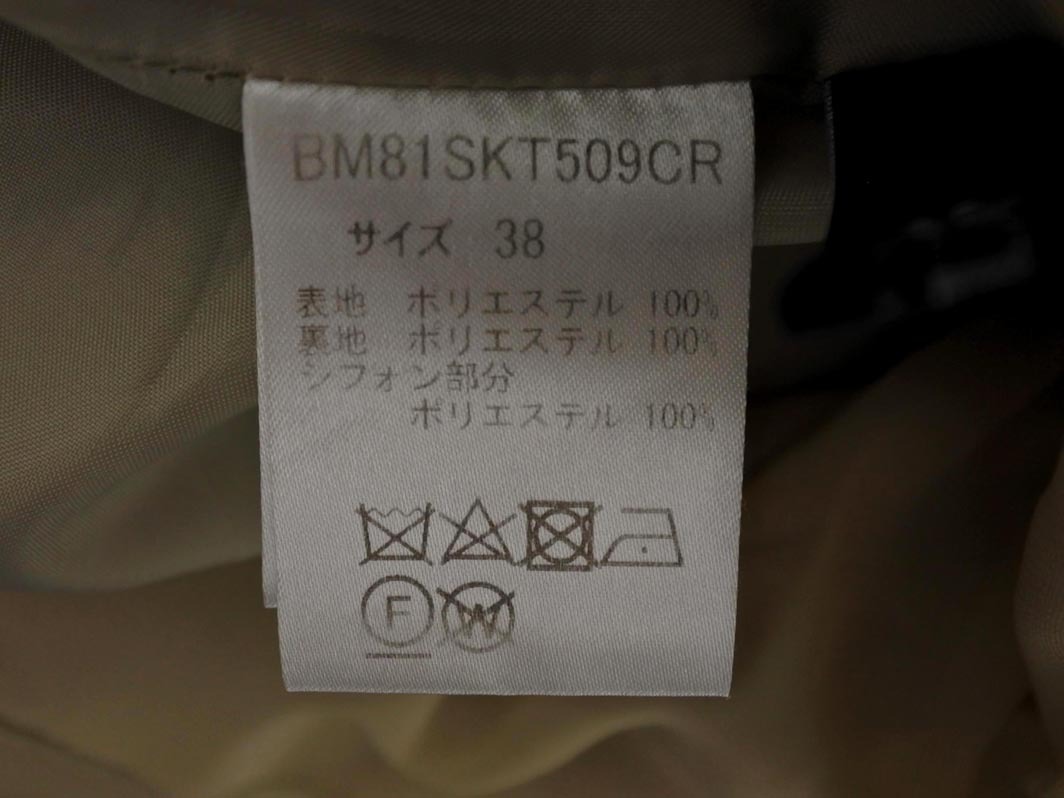 BM81SKT509CR
サイズ 38
表地 ポリエステル 100%
裏地 ポリエステル 100%
シフォン部分
ポリエステル 100%
F
W